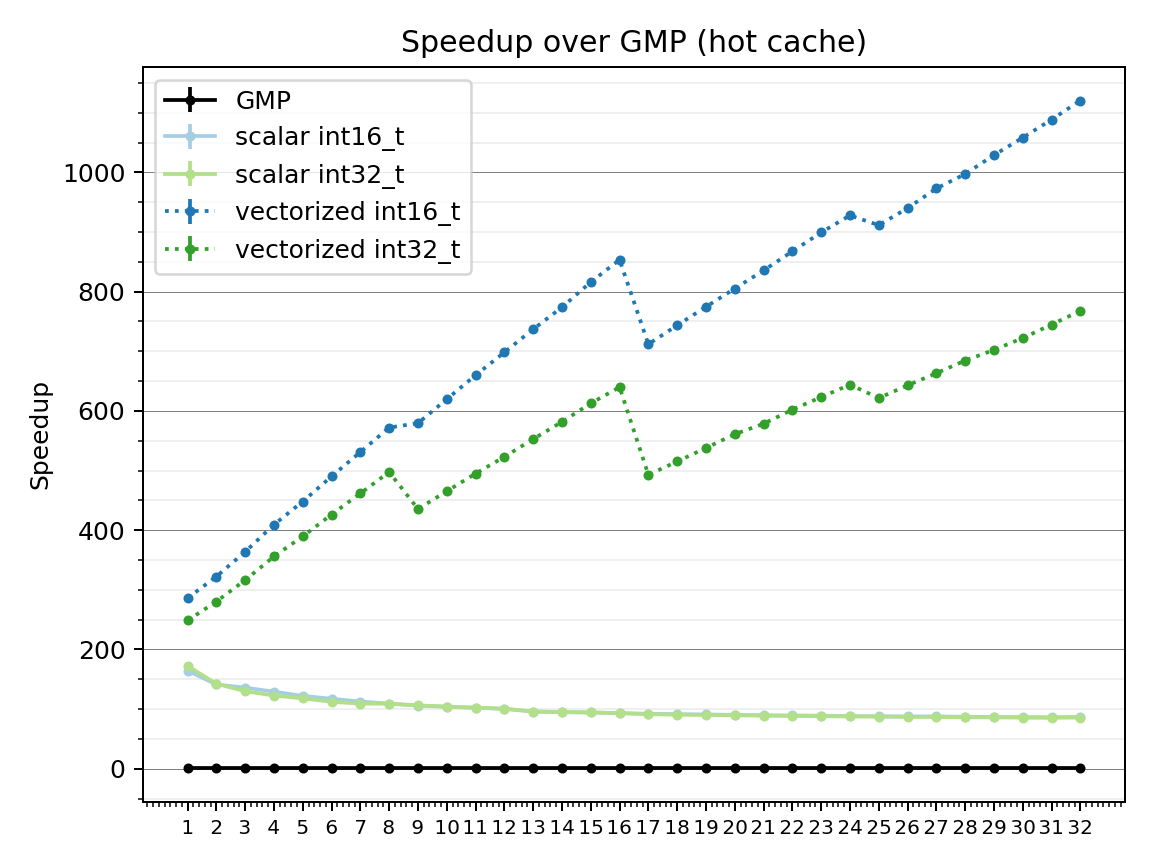 Speedup over GMP (hot cache)
GMP
scalar int16_t
scalar int32_t
vectorized int16_t
vectorized int32_t
Speedup
1000
800
600
400
200
0
1 2 3 4 5 6 7 8 9 10 11 12 13 14 15 16 17 18 19 20 21 22 23 24 25 26 27 28 29 30 31 32